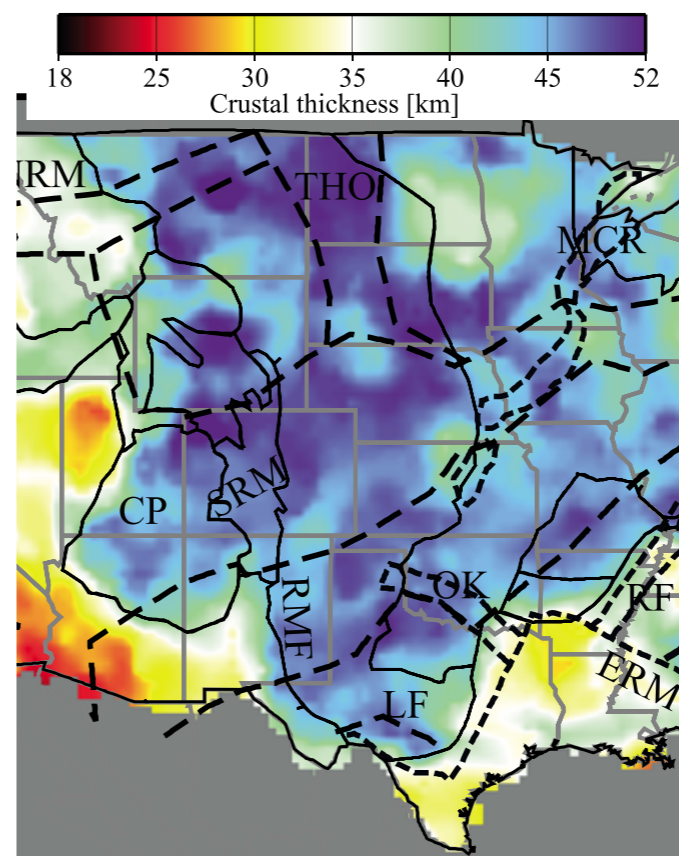 18 25 30 35 40 45 52
Crustal thickness [km]
NRM
THO
MCR
CP
SRM
RMF
OK
RF
ERM
LF